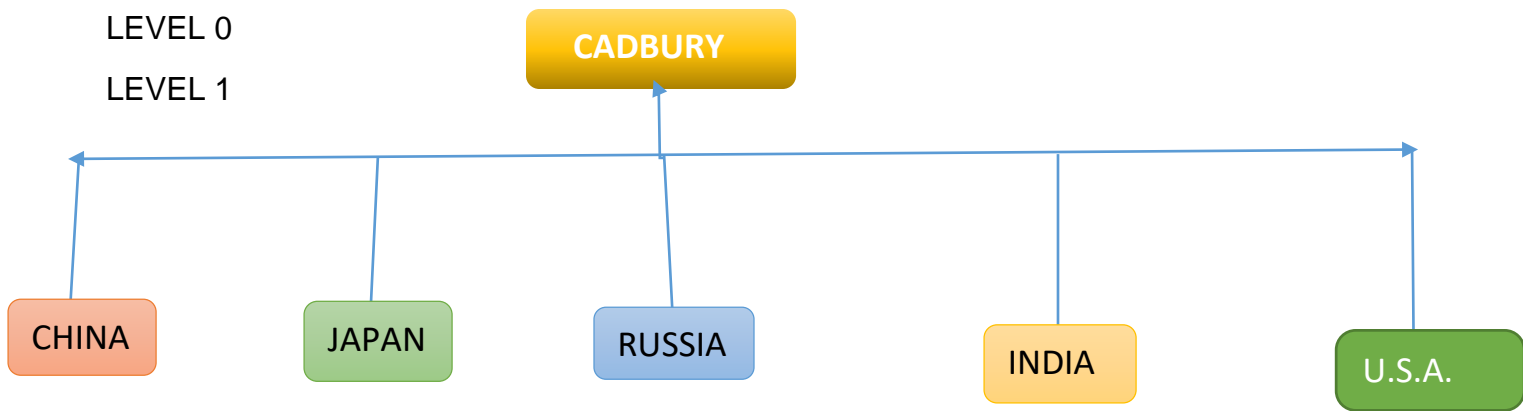 LEVEL 0
CADBURY
LEVEL 1
CHINA
JAPAN
RUSSIA
INDIA
U.S.A.